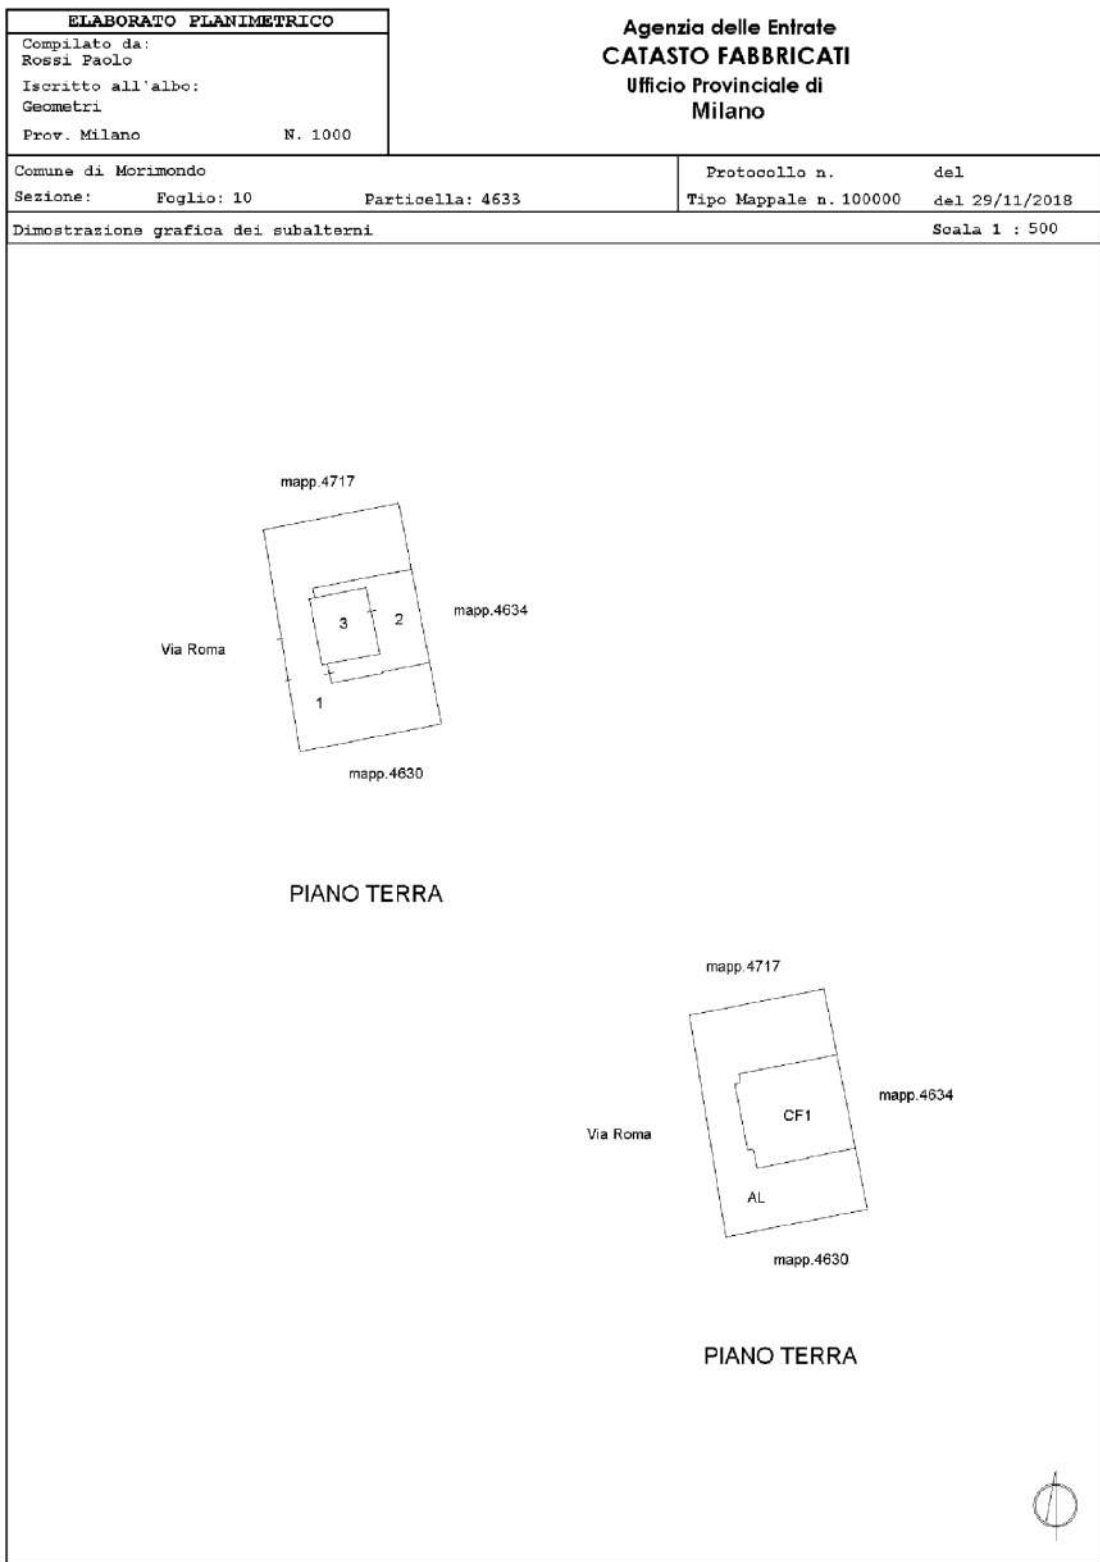 ELABORATO PLANIMETRICO
Compilato da:
Rossi Paolo
Iscritto all'albo:
Geometri
Prov. Milano N. 1000
Agenzia delle Entrate
CATASTO FABBRICATI
Ufficio Provinciale di
Milano
Comune di Morimondo
Sezione: Foglio: 10 Particella: 4633
Protocollo n. del
Tipo Mappale n. 100000 del 29/11/2018
Dimostrazione grafica dei subalterni Scala 1 : 500
mapp.4717
3
2
mapp.4634
Via Roma
1
mapp.4630
PIANO TERRA
mapp.4717
mapp.4634
CF1
Via Roma
AL
mapp.4630
PIANO TERRA